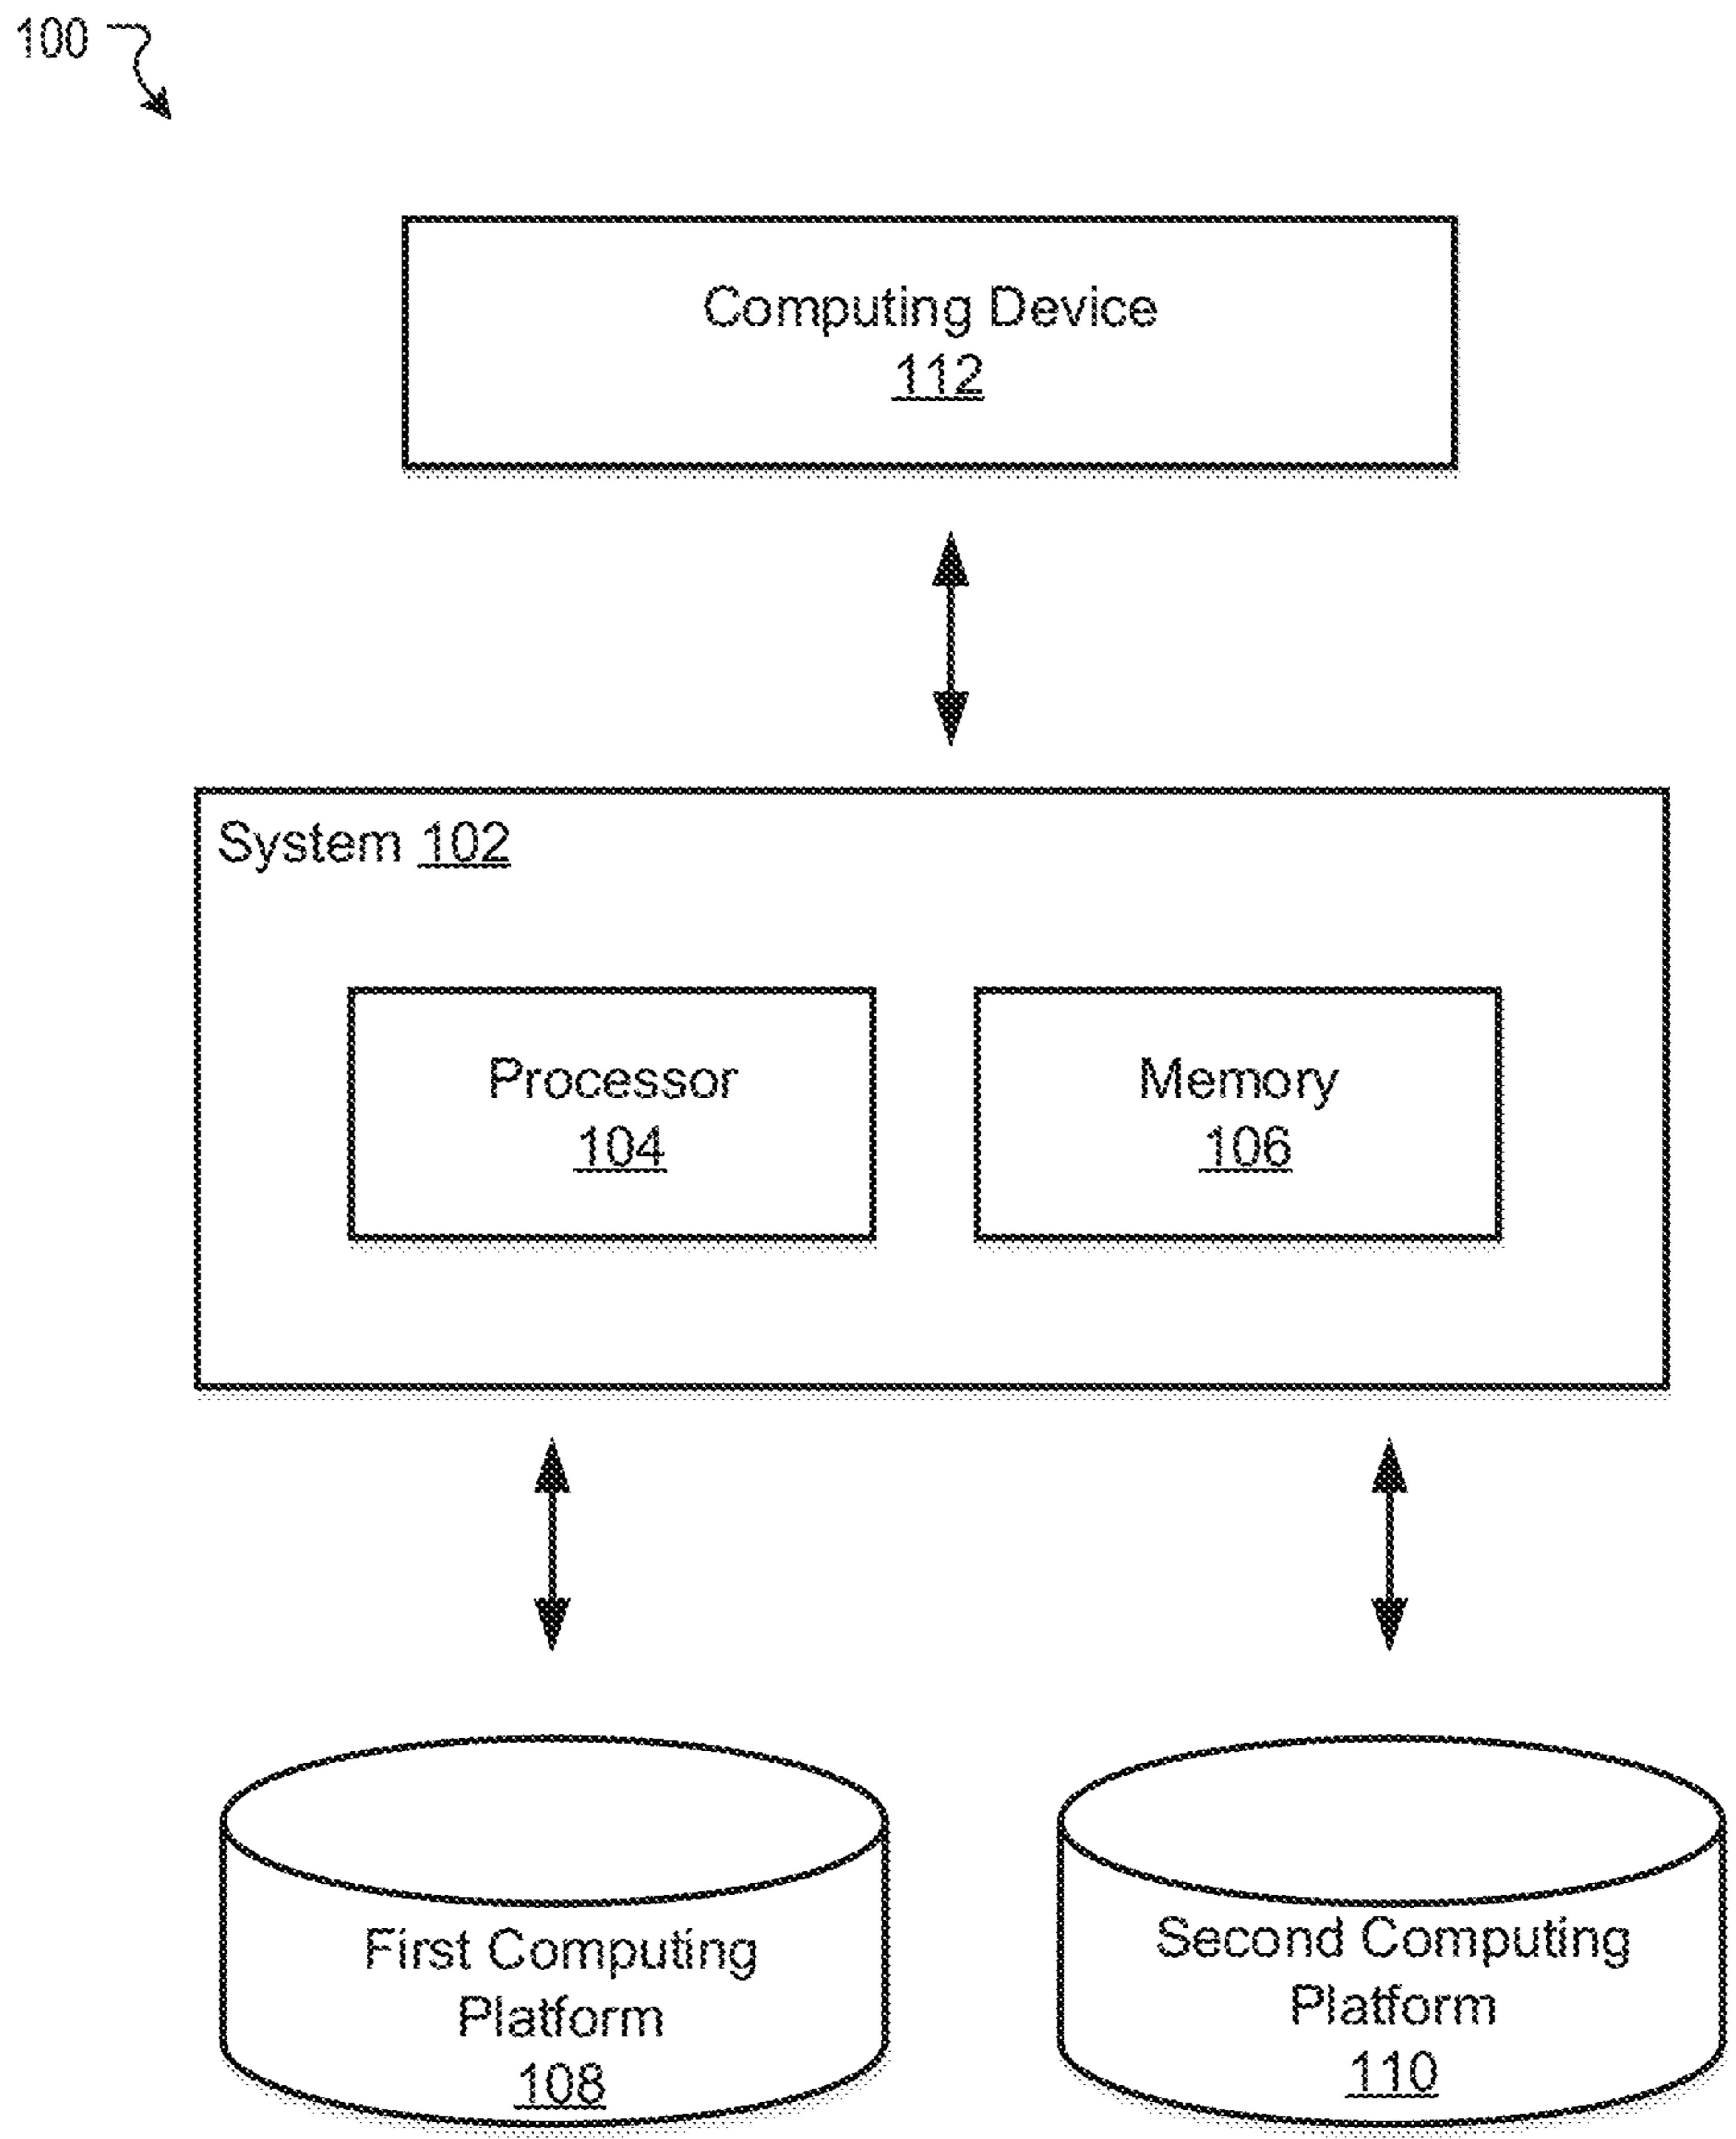 100
Computing Device
112
System 102
Processor
104
Memory
106
First Computing
Platform
108
Second Computing
Platform
110